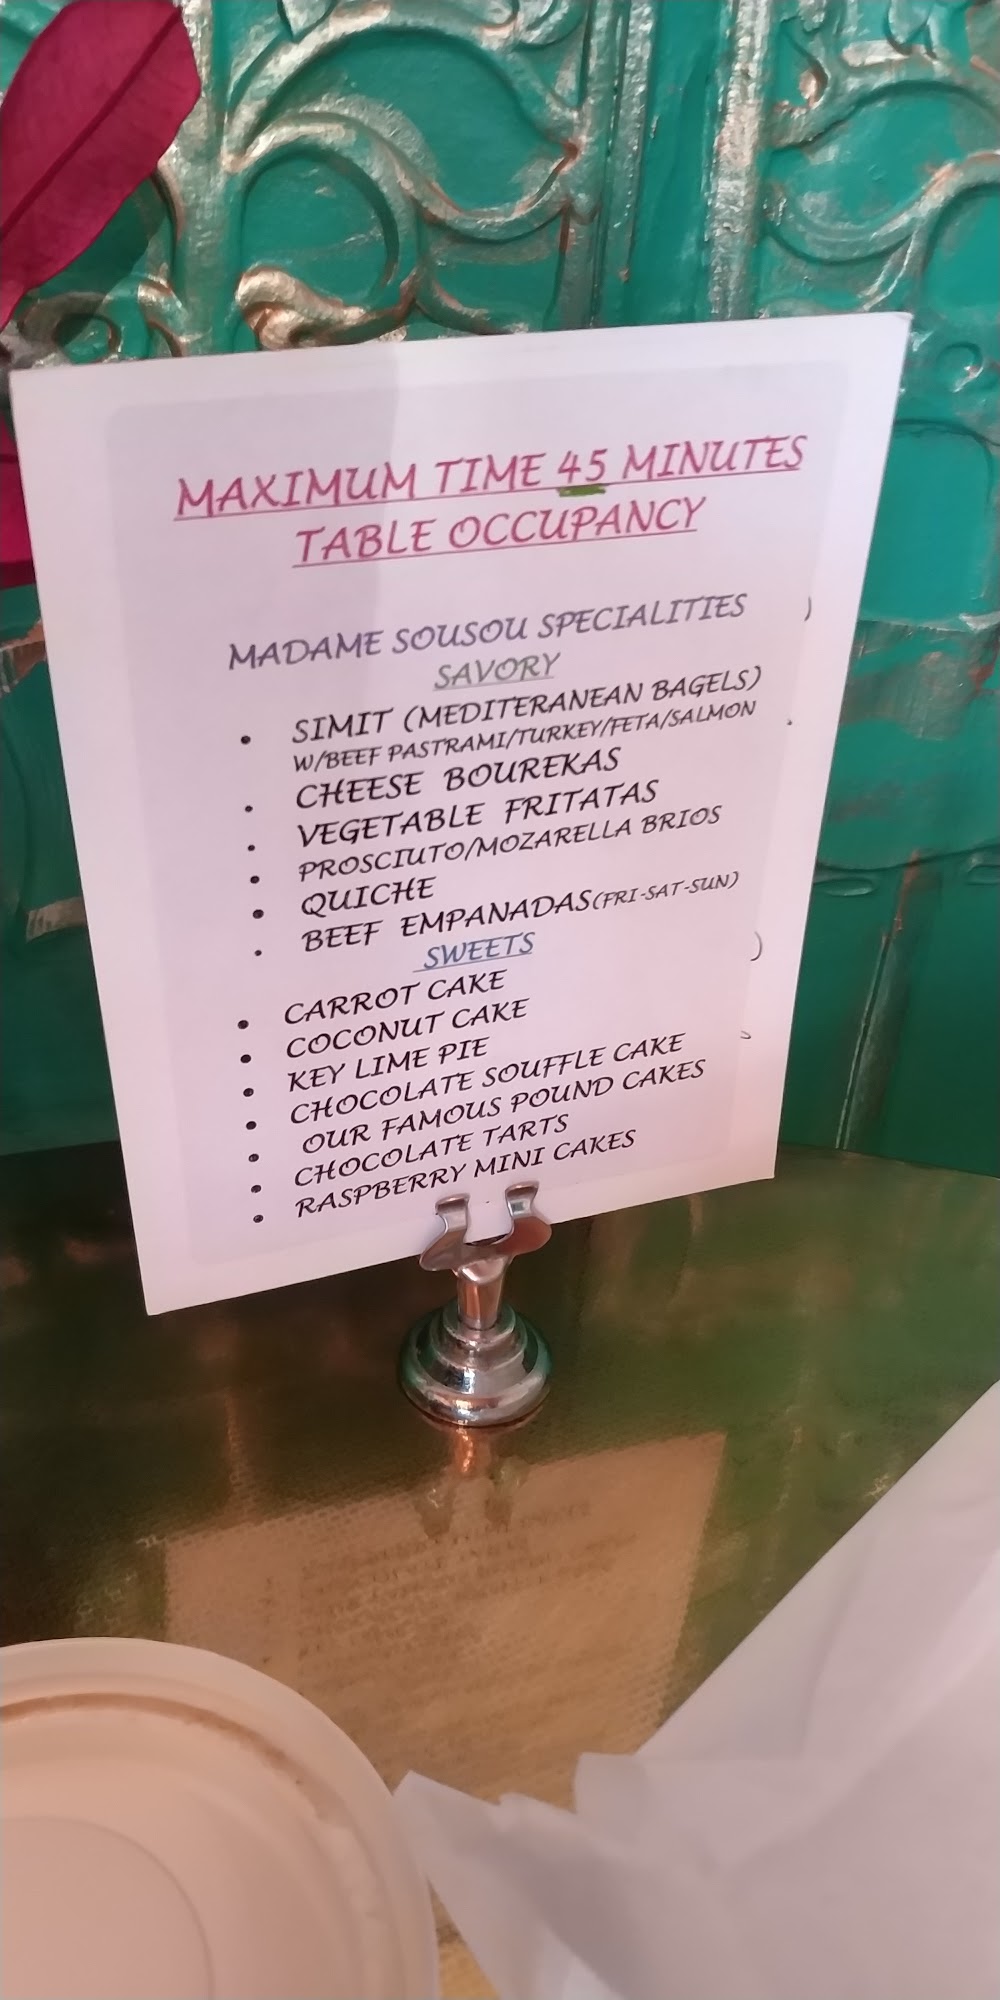 MAXIMUM TIME 45 MINUTES
TABLE OCCUPANCY
MADAME SOUSOU SPECIALITIES
SAVORY
• SIMIT (MEDITERANEAN BAGELS)
W/BEEF PASTRAMI/TURKEY/FETA/SALMON
• CHEESE BOUREKAS
• VEGETABLE FRITATAS
• PROSCIUTO/MOZARELLA BRIOS
• QUICHE
• BEEF EMPANADAS(FRI-SAT-SUN)
SWEETS
• CARROT CAKE
• COCONUT CAKE
• KEY LIME PIE
• CHOCOLATE SOUFFLE CAKE
• OUR FAMOUS POUND CAKES
• CHOCOLATE TARTS
• RASPBERRY MINI CAKES